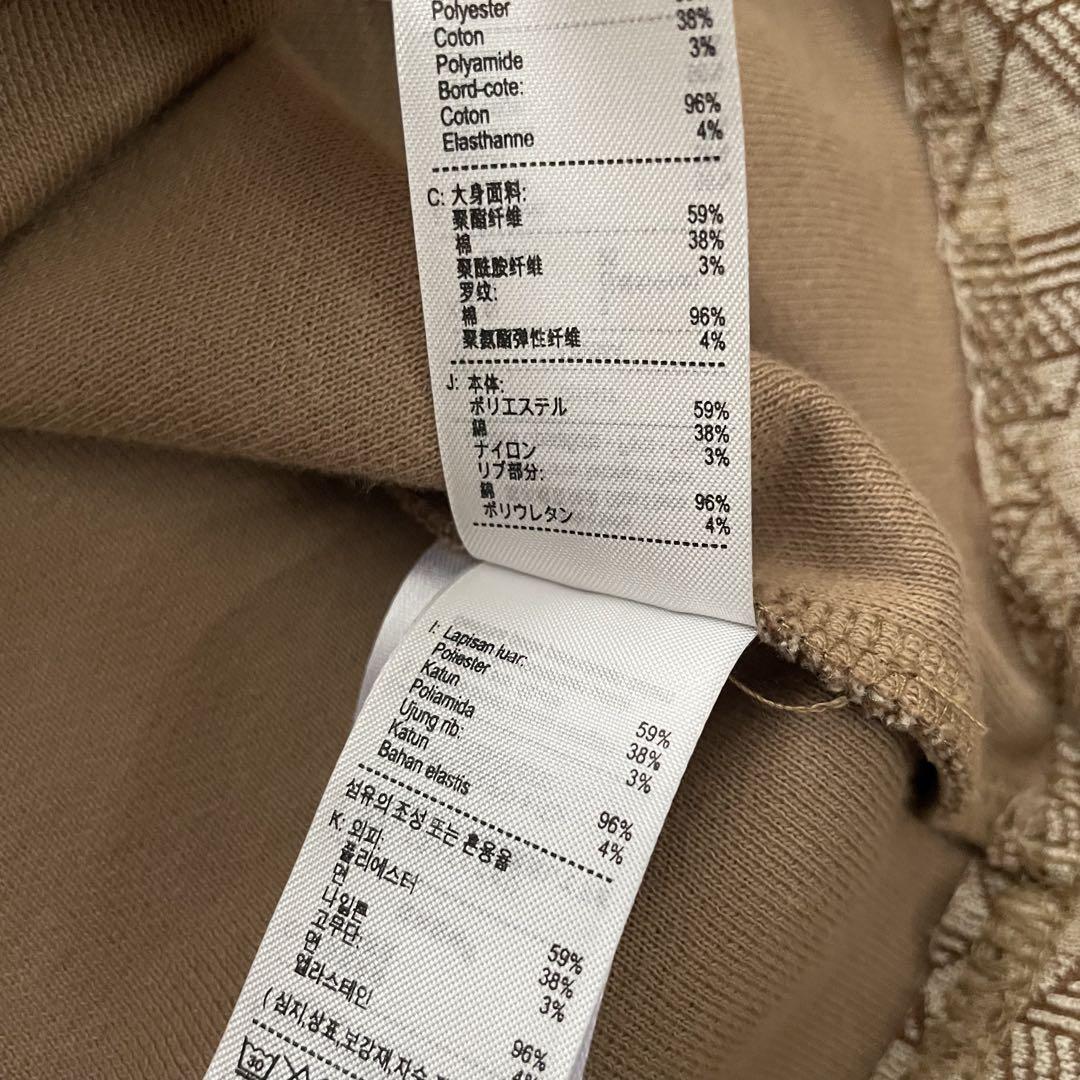 Polyester
Coton 38%
Polyamide 3%
Bord-cote:
Coton 96%
Elasthanne 4%
C: 大身面料:
聚酯纤维 59%
棉 38%
聚酰胺纤维 3%
罗纹:
棉 96%
聚氨酯弹性纤维 4%
J: 本体:
ポリエステル 59%
綿 38%
ナイロン 3%
リブ部分:
綿 96%
ポリウレタン 4%
I: Lapisan luar:
Poliester 59%
Katun 38%
Poliamida 3%
Ujung rib:
Katun 96%
Bahan elastis 4%
섬유의 조성 또는 혼용율
K: 외피:
폴리에스터 59%
면 38%
나일론 3%
고무단:
면 96%
엘라스테인 4%
( 심지,상표,보강재,자수,
30